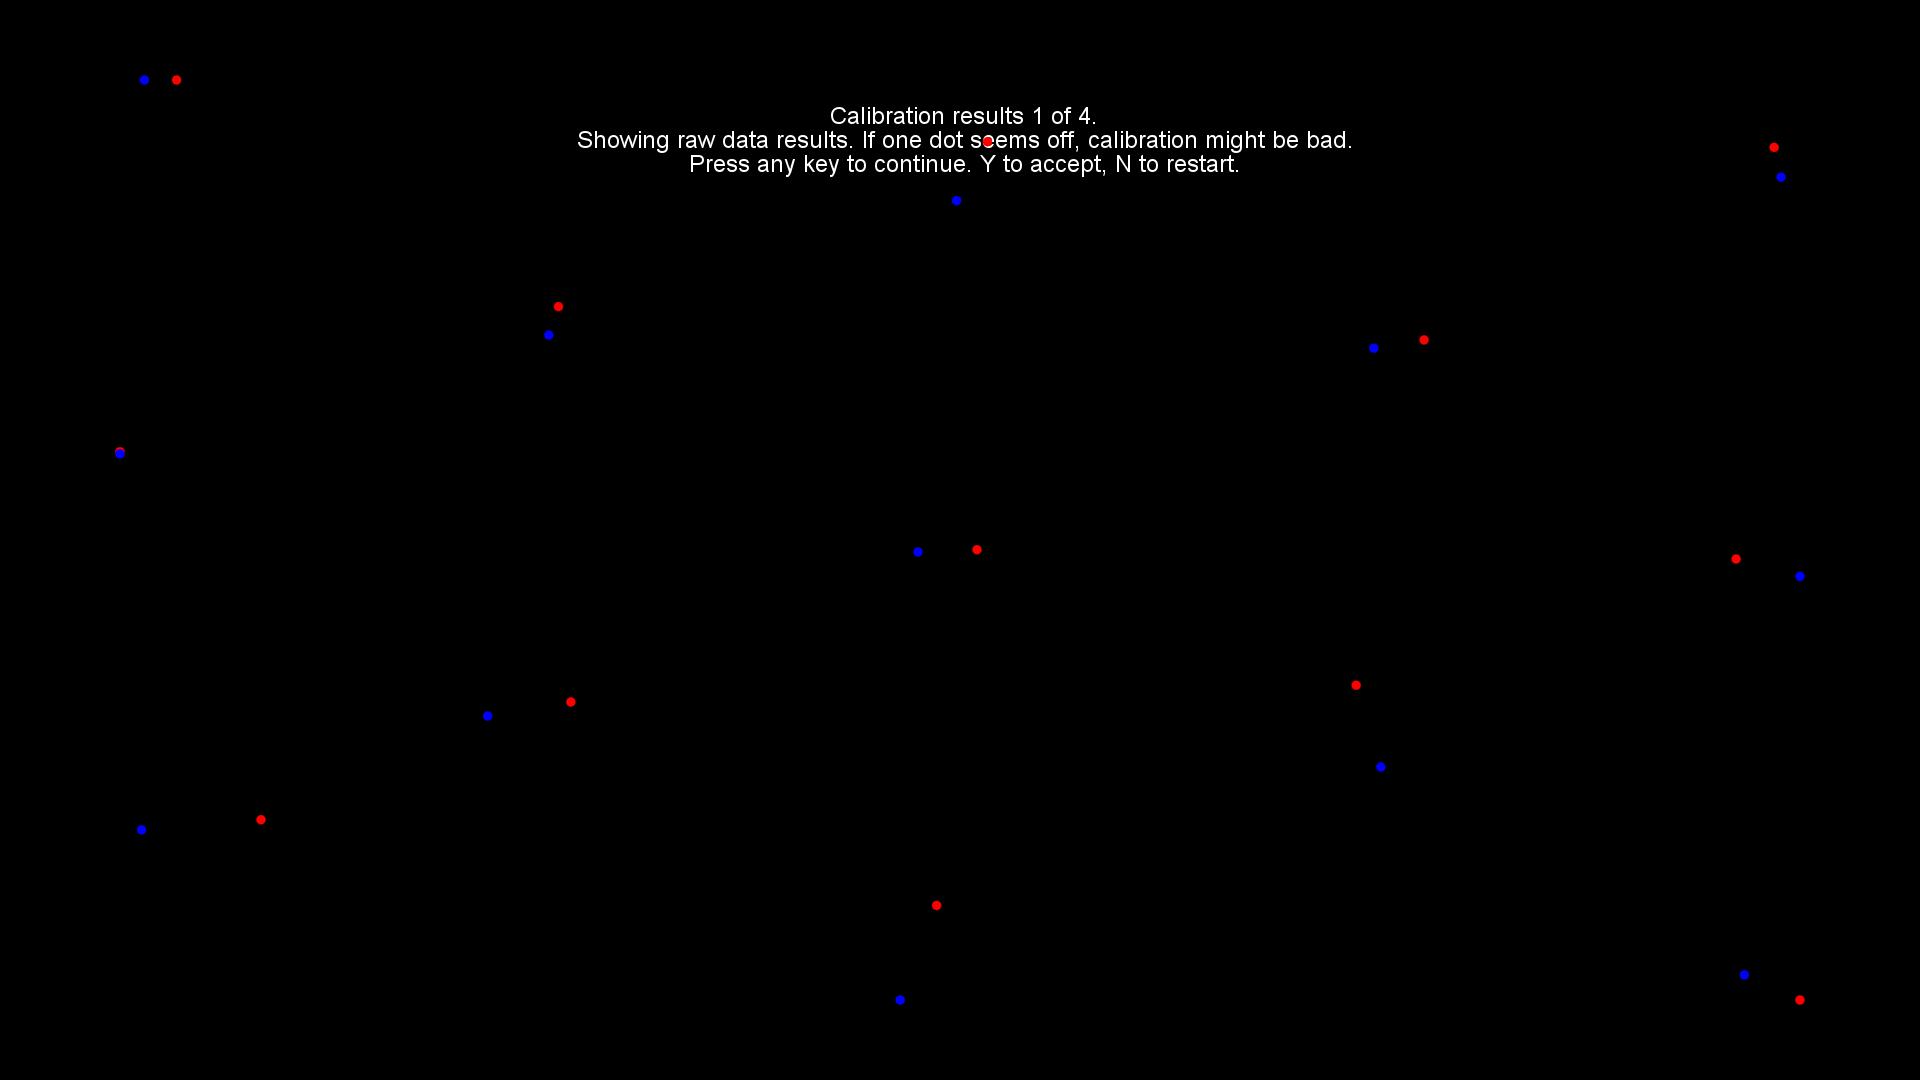 Calibration results 1 of 4.
Showing raw data results. If one dot seems off, calibration might be bad.
Press any key to continue. Y to accept, N to restart.